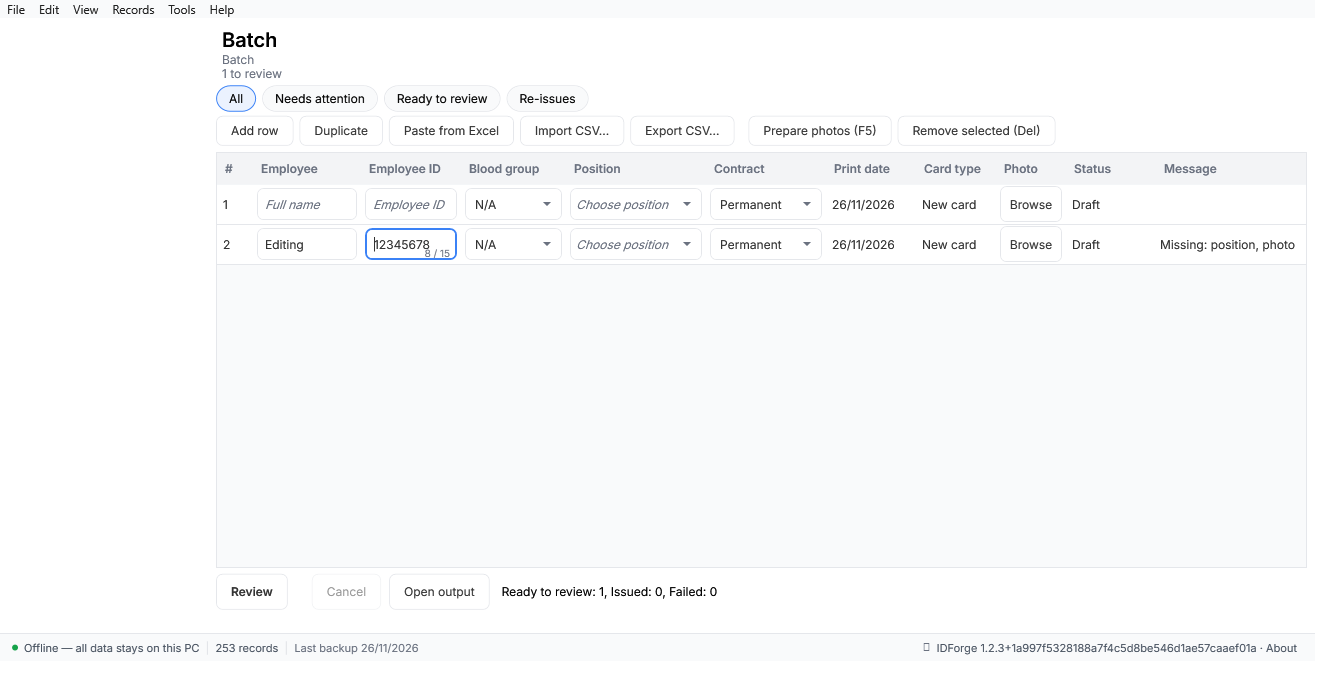 File Edit View Records Tools Help
Batch
Batch
1 to review
All Needs attention Ready to review Re-issues
Add row Duplicate Paste from Excel Import CSV... Export CSV... Prepare photos (F5) Remove selected (Del)
# Employee Employee ID Blood group Position Contract Print date Card type Photo Status Message
1 Full name Employee ID N/A Choose position Permanent 26/11/2026 New card Browse Draft
2 Editing 12345678 8 / 15 N/A Choose position Permanent 26/11/2026 New card Browse Draft Missing: position, photo
Review Cancel Open output Ready to review: 1, Issued: 0, Failed: 0
Offline — all data stays on this PC 253 records Last backup 26/11/2026 IDForge 1.2.3+1a997f5328188a7f4c5d8be546d1ae57caaef01a · About